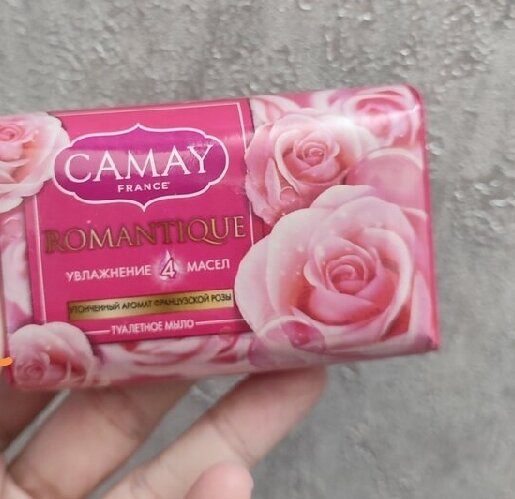 CAMAY
FRANCE
ROMANTIQUE
УВЛАЖНЕНИЕ 4 МАСЕЛ
УТОНЧЕННЫЙ АРОМАТ ФРАНЦУЗСКОЙ РОЗЫ
ТУАЛЕТНОЕ МЫЛО